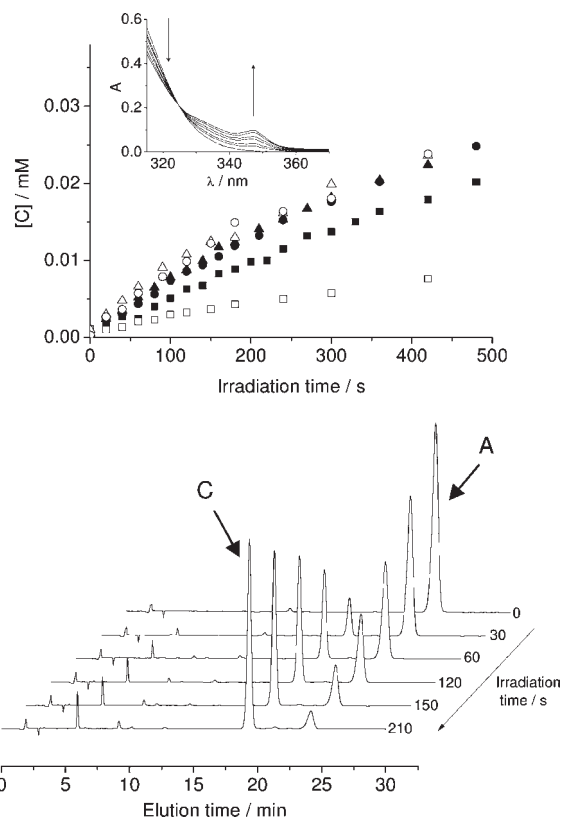 0.6
0.4
0.2
0.0
A
320 340 360
λ / nm
0.03
0.02
0.01
0.00
[C] / mM
0 100 200 300 400 500
Irradiation time / s
A
C
0
30
60
120
150
210
Irradiation
time / s
0 5 10 15 20 25 30
Elution time / min